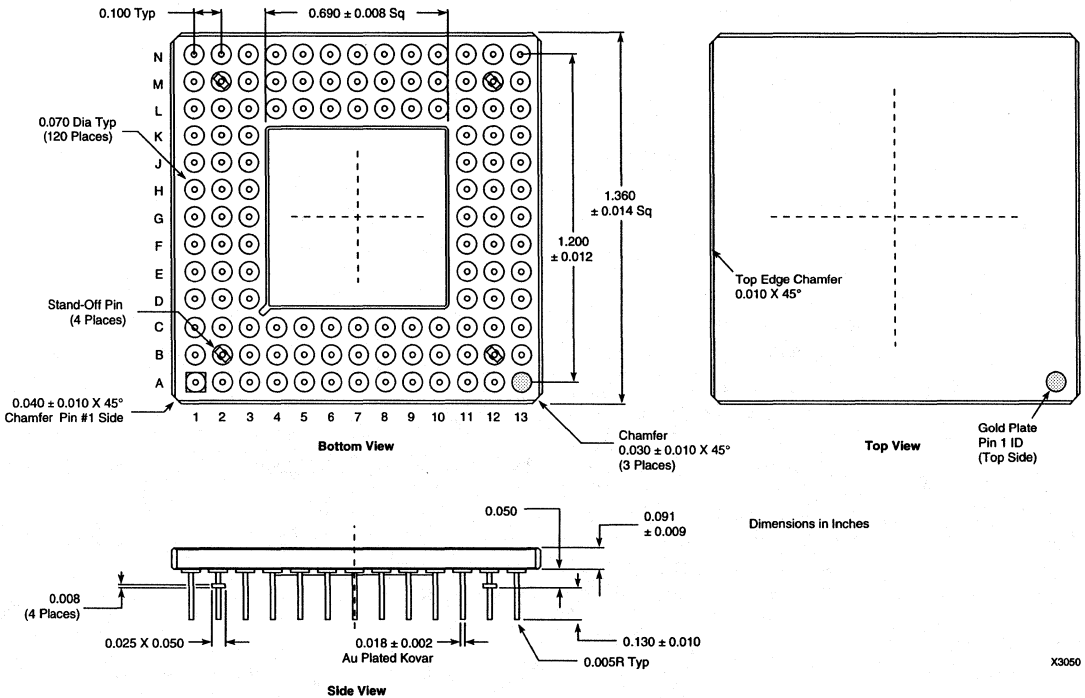 0.100 Typ
0.690 ± 0.008 Sq
N
M
L
K
J
H
G
F
E
D
C
B
A
0.070 Dia Typ
(120 Places)
Stand-Off Pin
(4 Places)
0.040 ± 0.010 X 45°
Chamfer Pin #1 Side
1 2 3 4 5 6 7 8 9 10 11 12 13
Bottom View
1.200
± 0.012
1.360
± 0.014 Sq
Chamfer
0.030 ± 0.010 X 45°
(3 Places)
Top Edge Chamfer
0.010 X 45°
Top View
Gold Plate
Pin 1 ID
(Top Side)
0.050
0.091
± 0.009
Dimensions in Inches
0.008
(4 Places)
0.025 X 0.050
0.018 ± 0.002
Au Plated Kovar
0.130 ± 0.010
0.005R Typ
Side View
X3050